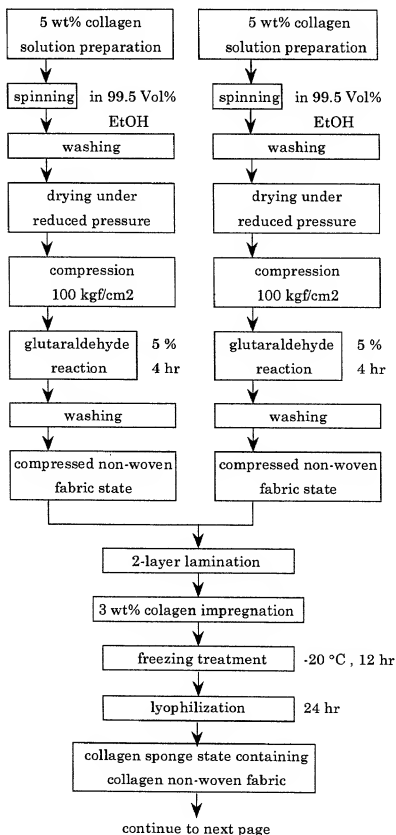 5 wt% collagen
solution preparation
spinning
in 99.5 Vol%
EtOH
washing
drying under
reduced pressure
compression
100 kgf/cm2
glutaraldehyde
reaction
5 %
4 hr
washing
compressed non-woven
fabric state
5 wt% collagen
solution preparation
spinning
in 99.5 Vol%
EtOH
washing
drying under
reduced pressure
compression
100 kgf/cm2
glutaraldehyde
reaction
5 %
4 hr
washing
compressed non-woven
fabric state
2-layer lamination
3 wt% colagen impregnation
freezing treatment
-20 °C , 12 hr
lyophilization
24 hr
collagen sponge state containing
collagen non-woven fabric
continue to next page